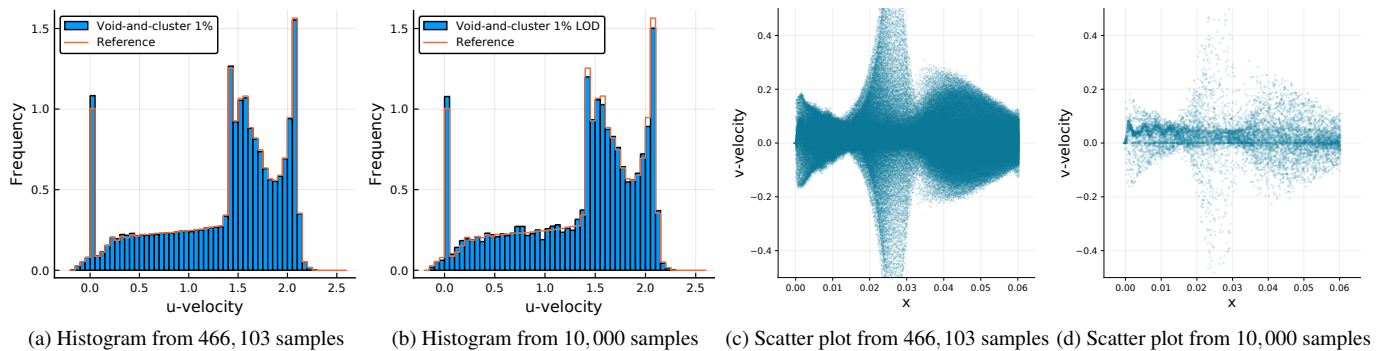 Void-and-cluster 1%
Reference
1.5
1.0
0.5
0.0
Frequency
0.0 0.5 1.0 1.5 2.0 2.5
u-velocity
(a) Histogram from 466,103 samples
Void-and-cluster 1% LOD
Reference
1.5
1.0
0.5
0.0
Frequency
0.0 0.5 1.0 1.5 2.0 2.5
u-velocity
(b) Histogram from 10,000 samples
0.4
0.2
0.0
−0.2
−0.4
v-velocity
0.00 0.01 0.02 0.03 0.04 0.05 0.06
x
(c) Scatter plot from 466,103 samples
0.4
0.2
0.0
−0.2
−0.4
v-velocity
0.00 0.01 0.02 0.03 0.04 0.05 0.06
x
(d) Scatter plot from 10,000 samples